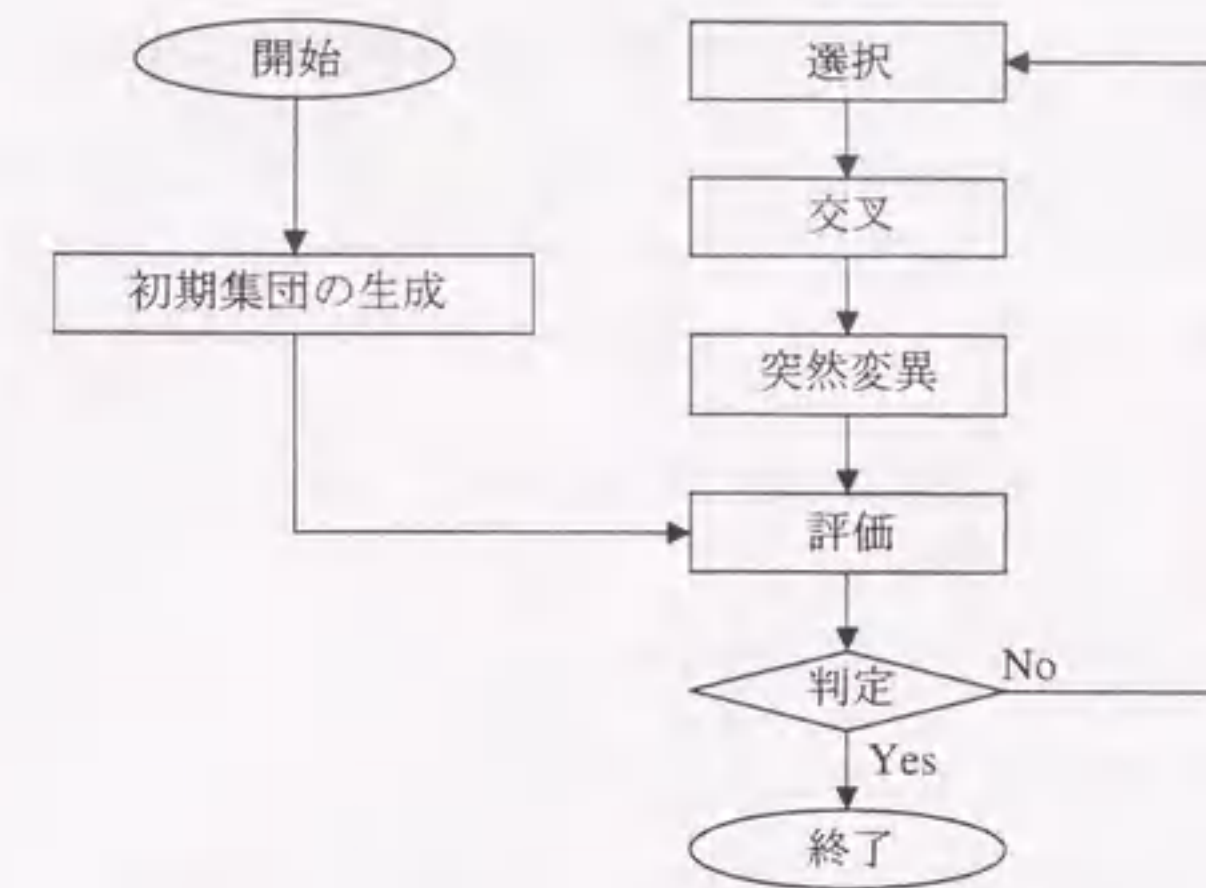 開始
初期集団の生成
選択
交叉
突然変異
評価
判定
No
Yes
終了